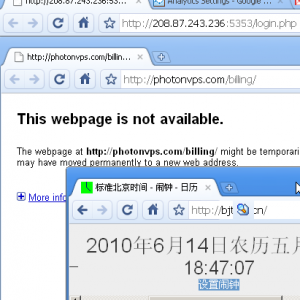 http://208.87.243.236:53...
Analytics Settings - Google
http://208.87.243.236:5353/login.php
http://photonvps.com/billing/
http://photonvps.com/billing/
This webpage is not available.
The webpage at http://photonvps.com/billing/ might be temporari
may have moved permanently to a new web address.
More info
标准北京时间 - 闹钟 - 日历
http://bjt cn/
2010年6月14日农历五月
18:47:07
设置闹钟